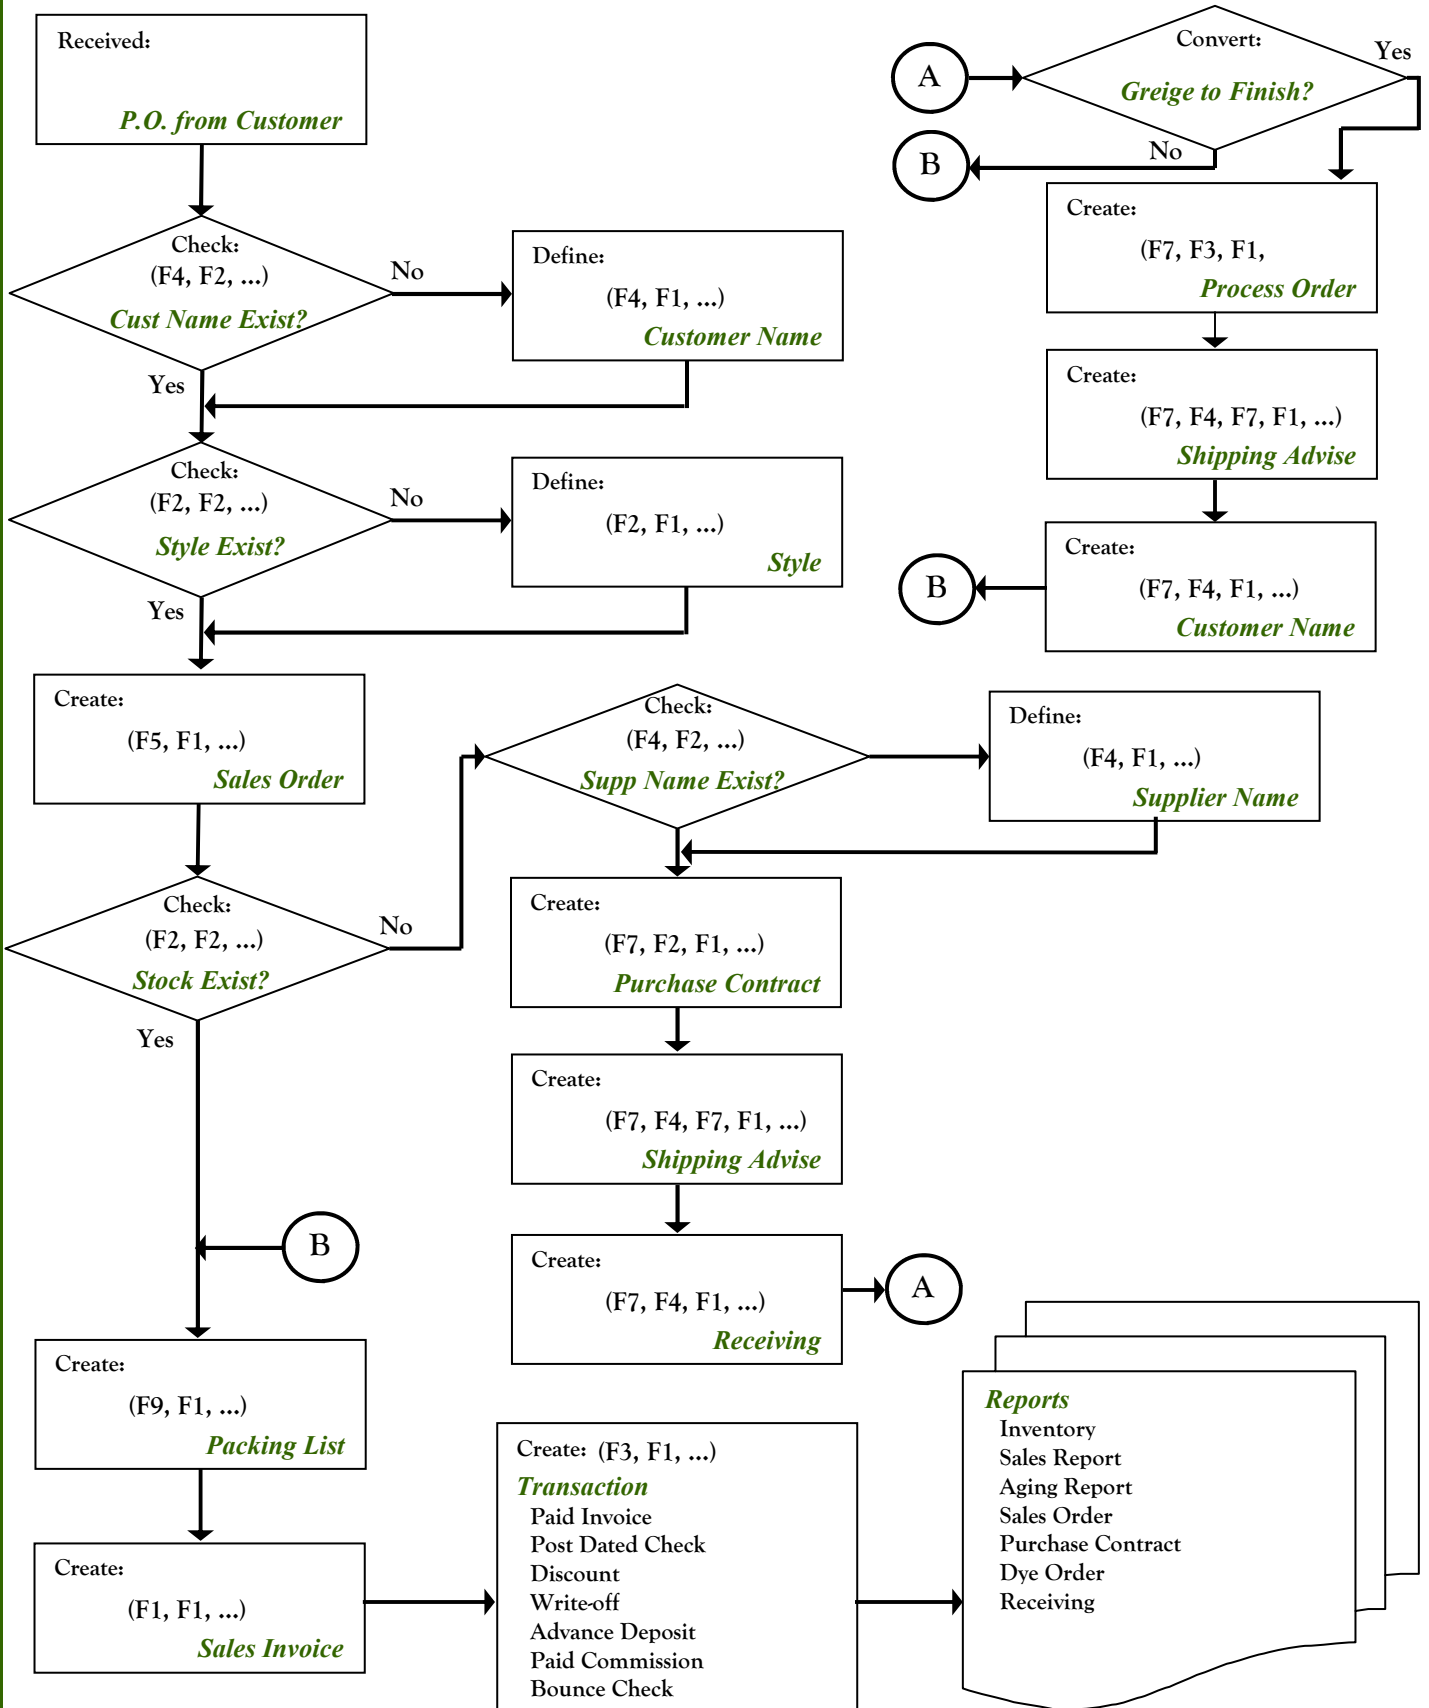 Received:
P.O. from Customer
Check:
(F4, F2, ...)
Cust Name Exist?
No
Yes
Define:
(F4, F1, ...)
Customer Name
Check:
(F2, F2, ...)
Style Exist?
No
Yes
Define:
(F2, F1, ...)
Style
Create:
(F5, F1, ...)
Sales Order
Check:
(F2, F2, ...)
Stock Exist?
No
Yes
Check:
(F4, F2, ...)
Supp Name Exist?
Define:
(F4, F1, ...)
Supplier Name
Create:
(F7, F2, F1, ...)
Purchase Contract
Create:
(F7, F4, F7, F1, ...)
Shipping Advise
Create:
(F7, F4, F1, ...)
Receiving
A
A
Convert:
Greige to Finish?
Yes
No
B
Create:
(F7, F3, F1,
Process Order
Create:
(F7, F4, F7, F1, ...)
Shipping Advise
Create:
(F7, F4, F1, ...)
Customer Name
B
B
Create:
(F9, F1, ...)
Packing List
Create:
(F1, F1, ...)
Sales Invoice
Create: (F3, F1, ...)
Transaction
Paid Invoice
Post Dated Check
Discount
Write-off
Advance Deposit
Paid Commission
Bounce Check
Reports
Inventory
Sales Report
Aging Report
Sales Order
Purchase Contract
Dye Order
Receiving